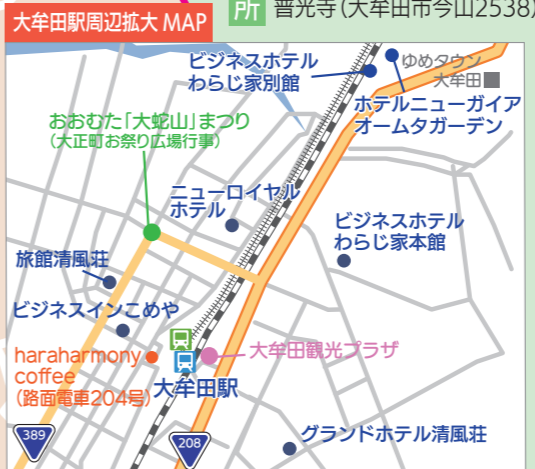 所 普光寺（大牟田市今山2538）
大牟田駅周辺拡大 MAP
ビジネスホテル
わらじ家別館
ゆめタウン
大牟田
ホテルニューガイア
オームタガーデン
おおむた「大蛇山」まつり
（大正町お祭り広場行事）
ニューロイヤル
ホテル
ビジネスホテル
わらじ家本館
旅館清風荘
ビジネスインこめや
haraharmony
coffee
（路面電車204号）
大牟田観光プラザ
大牟田駅
グランドホテル清風荘
389
208